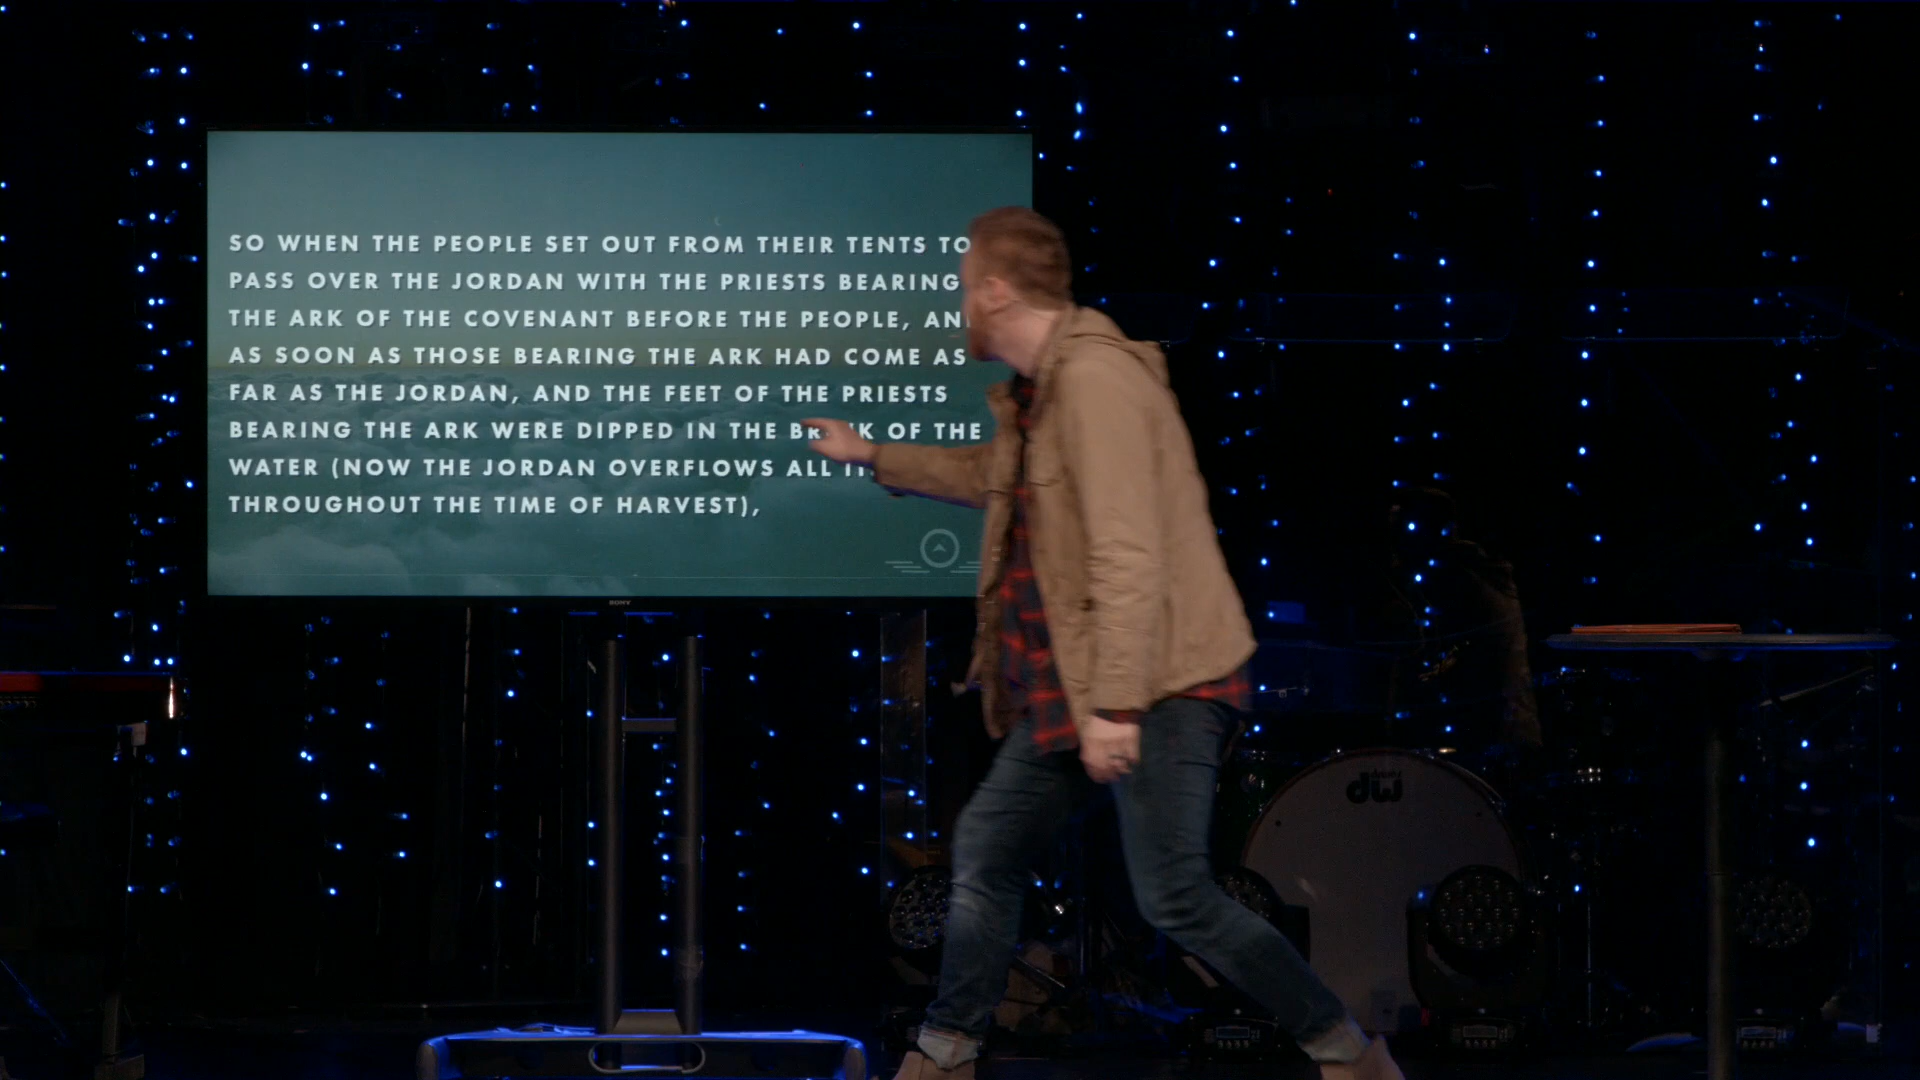 SO WHEN THE PEOPLE SET OUT FROM THEIR TENTS TO
PASS OVER THE JORDAN WITH THE PRIESTS BEARING
THE ARK OF THE COVENANT BEFORE THE PEOPLE, AN
AS SOON AS THOSE BEARING THE ARK HAD COME AS
FAR AS THE JORDAN, AND THE FEET OF THE PRIESTS
BEARING THE ARK WERE DIPPED IN THE OF THE
WATER (NOW THE JORDAN OVERFLOWS ALL
THROUGHOUT THE TIME OF HARVEST),
SONY
dw